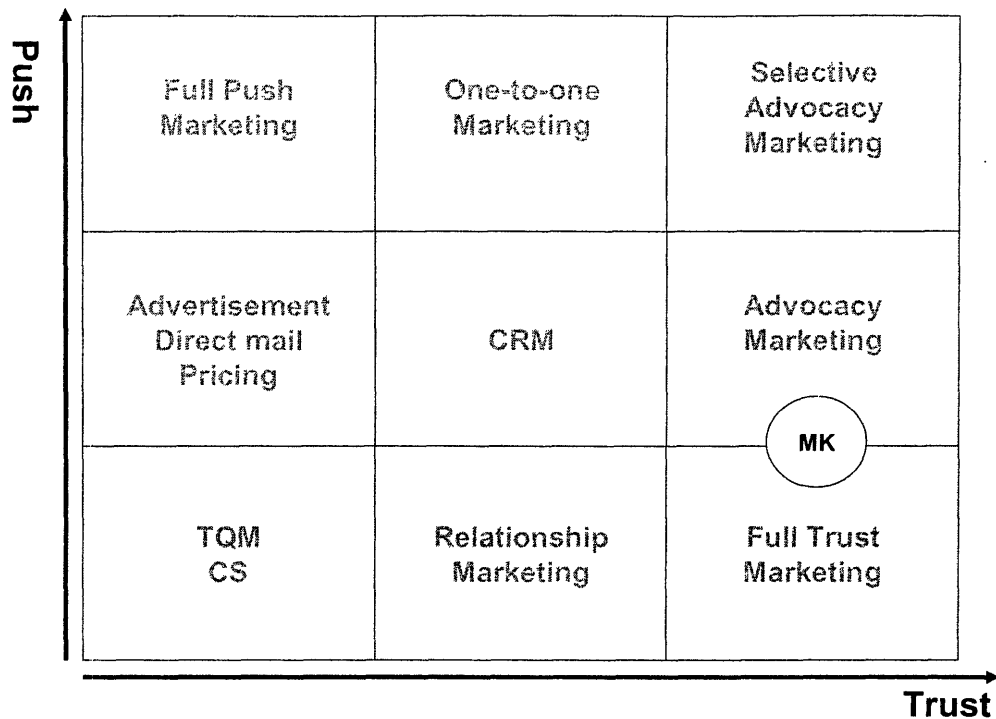 Push
Full Push
Marketing
One-to-one
Marketing
Selective
Advocacy
Marketing
Advertisement
Direct mail
Pricing
CRM
Advocacy
Marketing
MK
TQM
CS
Relationship
Marketing
Full Trust
Marketing
Trust